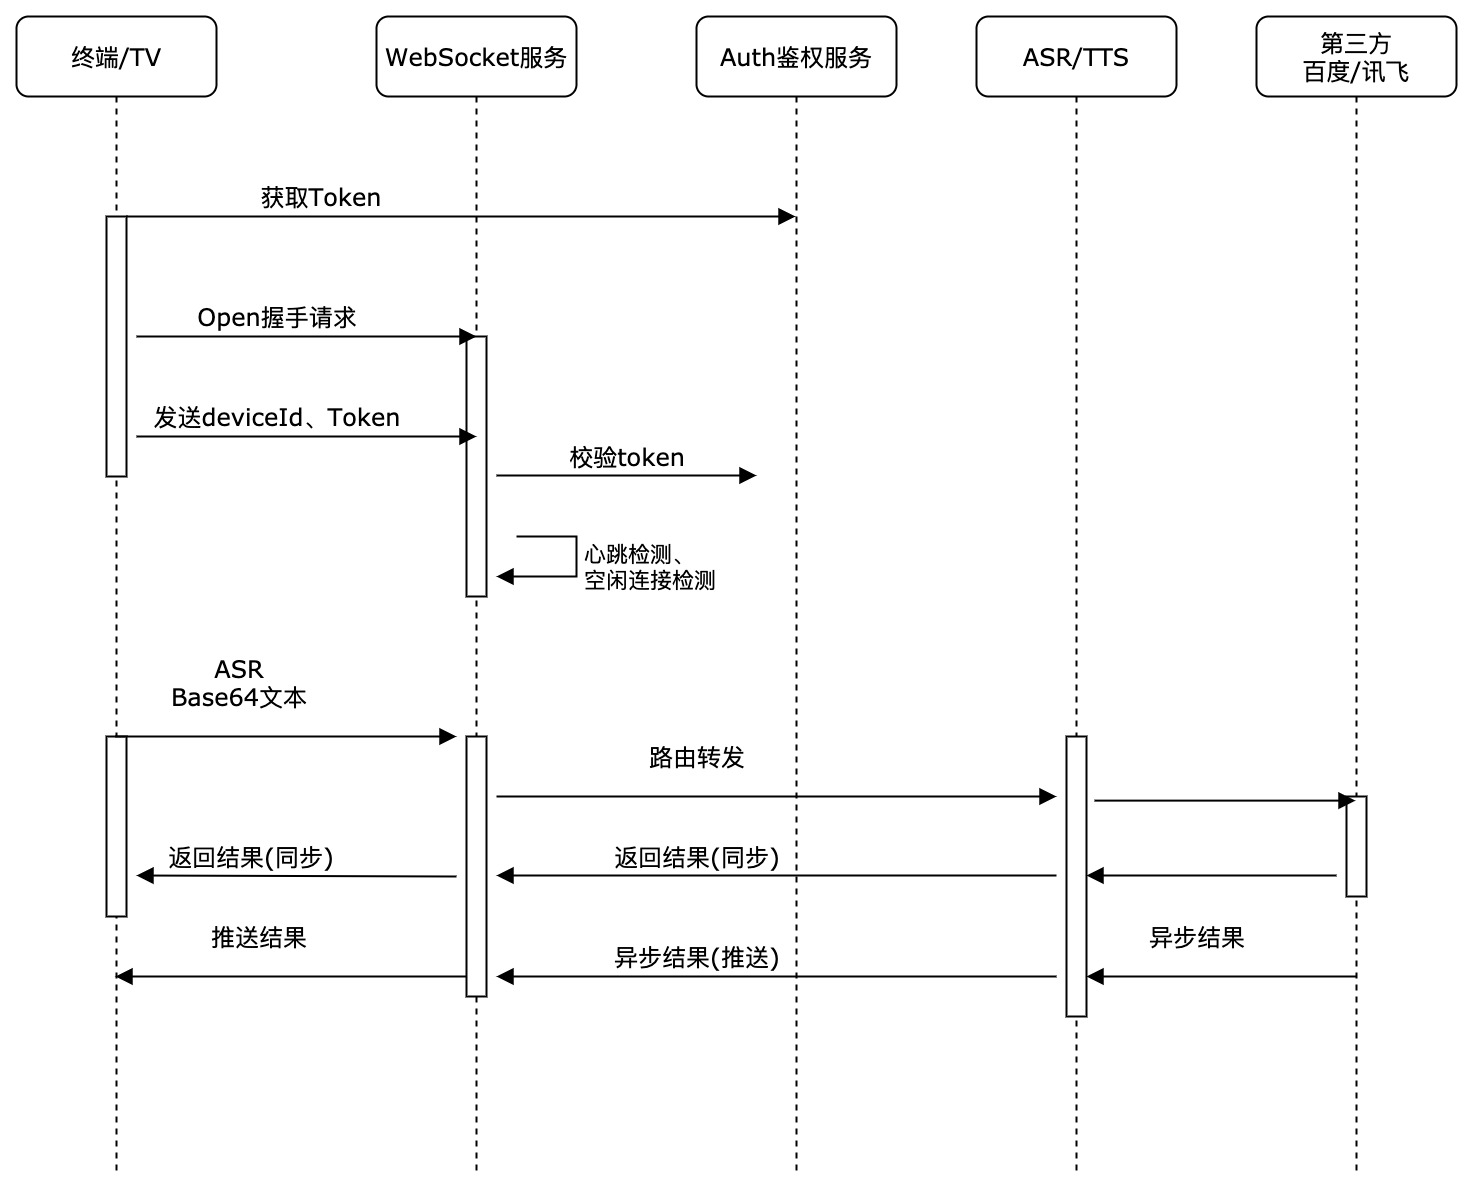 终端/TV
WebSocket服务
Auth鉴权服务
ASR/TTS
第三方
百度/讯飞
获取Token
Open握手请求
发送deviceId、Token
校验token
心跳检测、
空闲连接检测
ASR
Base64文本
路由转发
返回结果(同步)
返回结果(同步)
推送结果
异步结果(推送)
异步结果